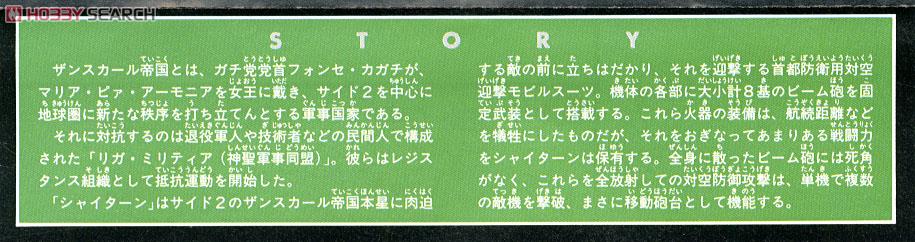 HOBBY SEARCH
STORY
ザンスカール帝国とは、ガチ党党首フォンセ・カガチが、
マリア・ピァ・アーモニアを女王に戴き、サイド2を中心に
地球圏に新たな秩序を打ち立てんとする軍事国家である。
それに対抗するのは退役軍人や技術者などの民間人で構成
された「リガ・ミリティア(神聖軍事同盟)」。彼らはレジス
タンス組織として抵抗運動を開始した。
「シャイターン」はサイド2のザンスカール帝国本星に肉迫
する敵の前に立ちはだかり、それを迎撃する首都防衛用対空
迎撃モビルスーツ。機体の各部に大小計8基のビーム砲を固
定武装として搭載する。これら火器の装備は、航続距離など
を犠牲にしたものだが、それをおぎなってあまりある戦闘力
をシャイターンは保有する。全身に散ったビーム砲には死角
がなく、これらを全放射しての対空防御攻撃は、単機で複数
の敵機を撃破、まさに移動砲台として機能する。